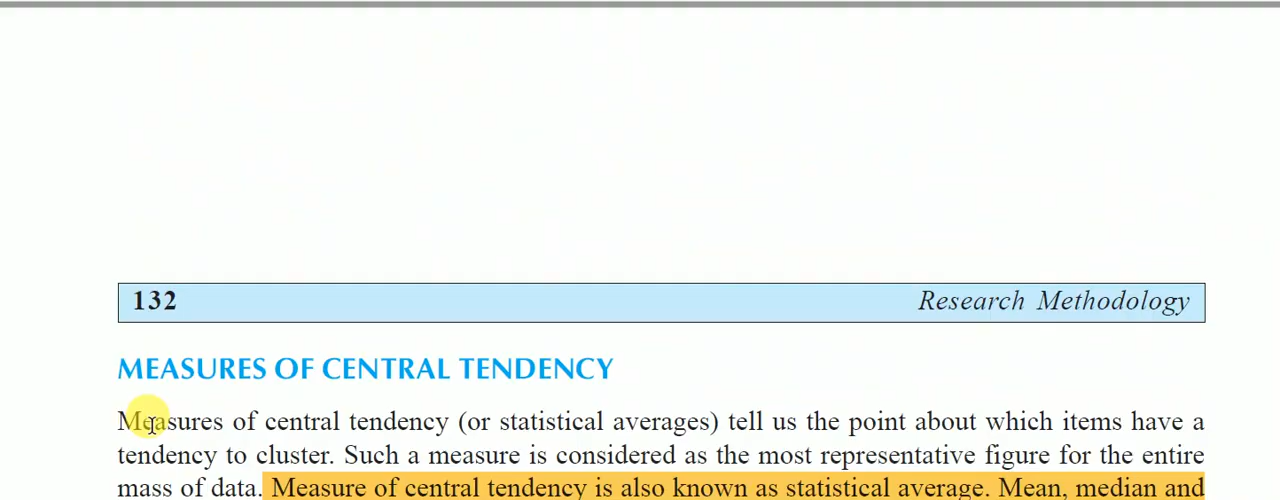 132 Research Methodology
MEASURES OF CENTRAL TENDENCY
Measures of central tendency (or statistical averages) tell us the point about which items have a
tendency to cluster. Such a measure is considered as the most representative figure for the entire
mass of data. Measure of central tendency is also known as statistical average. Mean, median and